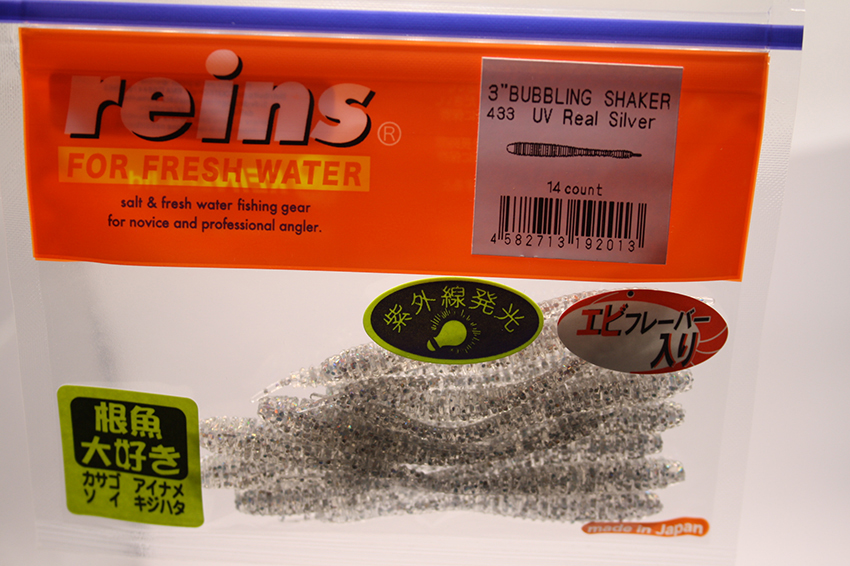 reins®
FOR FRESH WATER
salt & fresh water fishing gear
for novice and professional angler.
3"BUBBLING SHAKER
433 UV Real Silver
14 count
4 582713 192013
紫外線発光
エビフレーバー
入り
根魚
大好き
カサゴ アイナメ
ソイ キジハタ
made in Japan